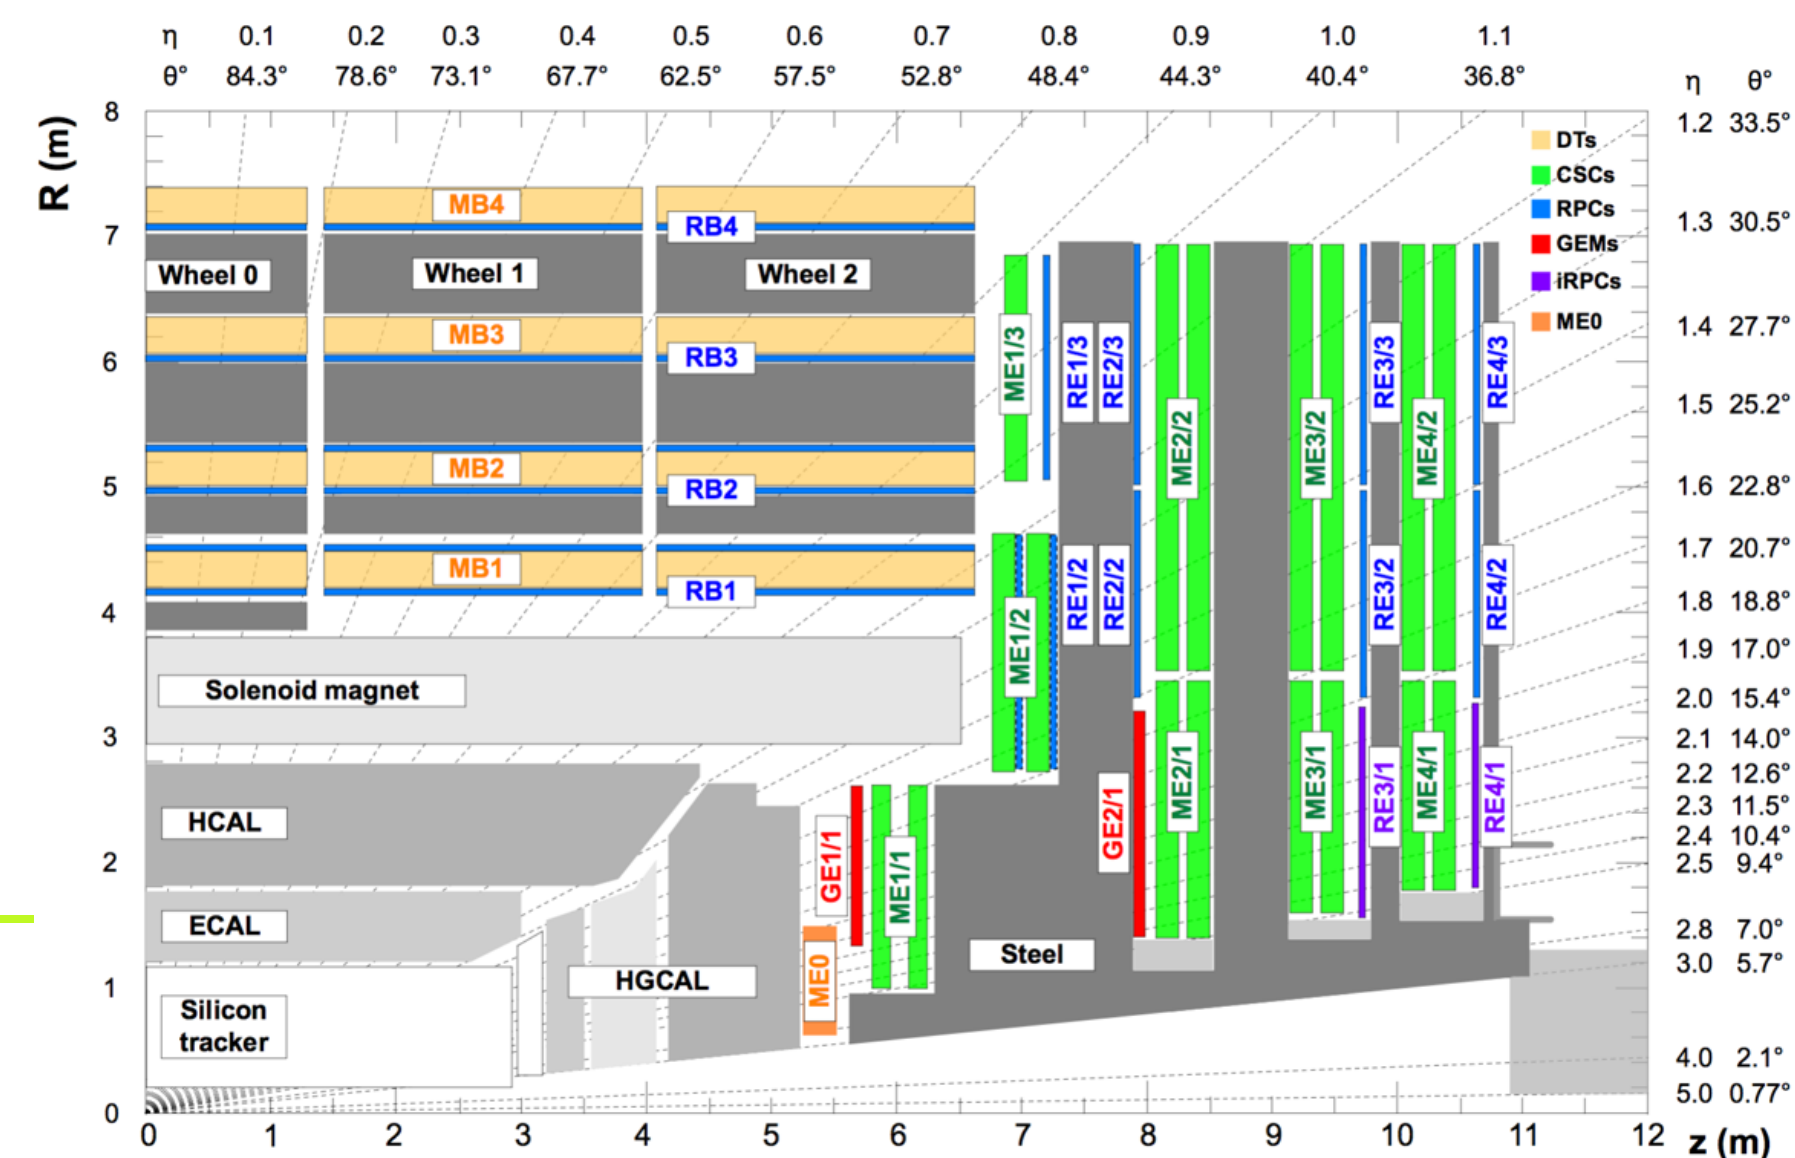 η 0.1 0.2 0.3 0.4 0.5 0.6 0.7 0.8 0.9 1.0 1.1
θ° 84.3° 78.6° 73.1° 67.7° 62.5° 57.5° 52.8° 48.4° 44.3° 40.4° 36.8°
η θ°
R (m)
8
7
6
5
4
3
2
1
0
1.2 33.5°
1.3 30.5°
1.4 27.7°
1.5 25.2°
1.6 22.8°
1.7 20.7°
1.8 18.8°
1.9 17.0°
2.0 15.4°
2.1 14.0°
2.2 12.6°
2.3 11.5°
2.4 10.4°
2.5 9.4°
2.8 7.0°
3.0 5.7°
4.0 2.1°
5.0 0.77°
DTs
CSCs
RPCs
GEMs
iRPCs
ME0
MB4
RB4
Wheel 0
Wheel 1
Wheel 2
MB3
RB3
MB2
RB2
MB1
RB1
Solenoid magnet
HCAL
ECAL
Silicon
tracker
HGCAL
Steel
ME1/3
RE1/3
RE2/3
ME2/2
ME3/2
RE3/3
ME4/2
RE4/3
ME1/2
RE1/2
RE2/2
RE3/2
RE4/2
GE1/1
ME1/1
ME0
GE2/1
ME2/1
ME3/1
RE3/1
ME4/1
RE4/1
0 1 2 3 4 5 6 7 8 9 10 11 12
z (m)